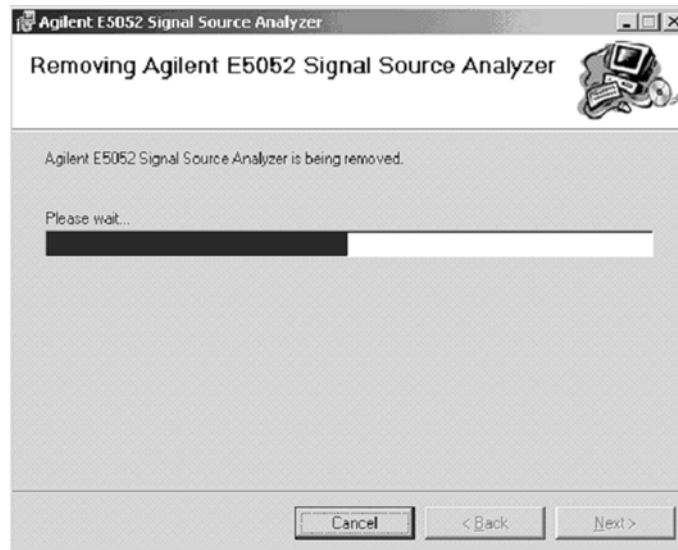 Agilent E5052 Signal Source Analyzer
Removing Agilent E5052 Signal Source Analyzer
Agilent E5052 Signal Source Analyzer is being removed.
Please wait...
Cancel
< Back
Next >